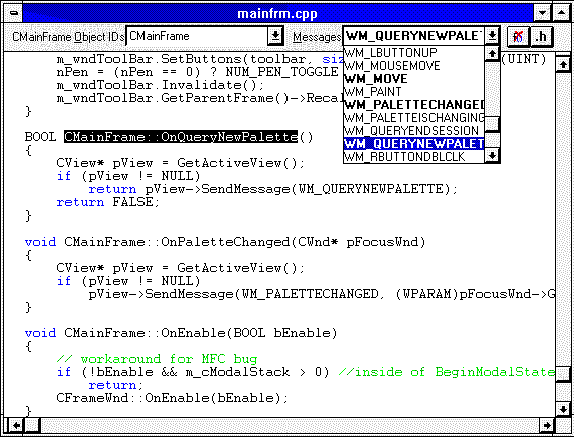 mainfrm.cpp
CMainFrame Object IDs: CMainFrame Messages: WM_QUERYNEWPALE .h
m_wndToolBar.SetButtons(toolbar, siz (UINT)
nPen = (nPen == 0) ? NUM_PEN_TOGGLE
m_wndToolBar.Invalidate();
m_wndToolBar.GetParentFrame()->Recal
}
WM_LBUTTONUP
WM_MOUSEMOVE
WM_MOVE
WM_PAINT
WM_PALETTECHANGED
WM_PALETTEISCHANGING
WM_QUERYENDSESSION
WM_QUERYNEWPALET
WM_RBUTTONDBLCLK
BOOL CMainFrame::OnQueryNewPalette()
{
CView* pView = GetActiveView();
if (pView != NULL)
return pView->SendMessage(WM_QUERYNEWPALETTE);
return FALSE;
}
void CMainFrame::OnPaletteChanged(CWnd* pFocusWnd)
{
CView* pView = GetActiveView();
if (pView != NULL)
pView->SendMessage(WM_PALETTECHANGED, (WPARAM)pFocusWnd->G
}
void CMainFrame::OnEnable(BOOL bEnable)
{
// workaround for MFC bug
if (!bEnable && m_cModalStack > 0) //inside of BeginModalState
return;
CFrameWnd::OnEnable(bEnable);
}